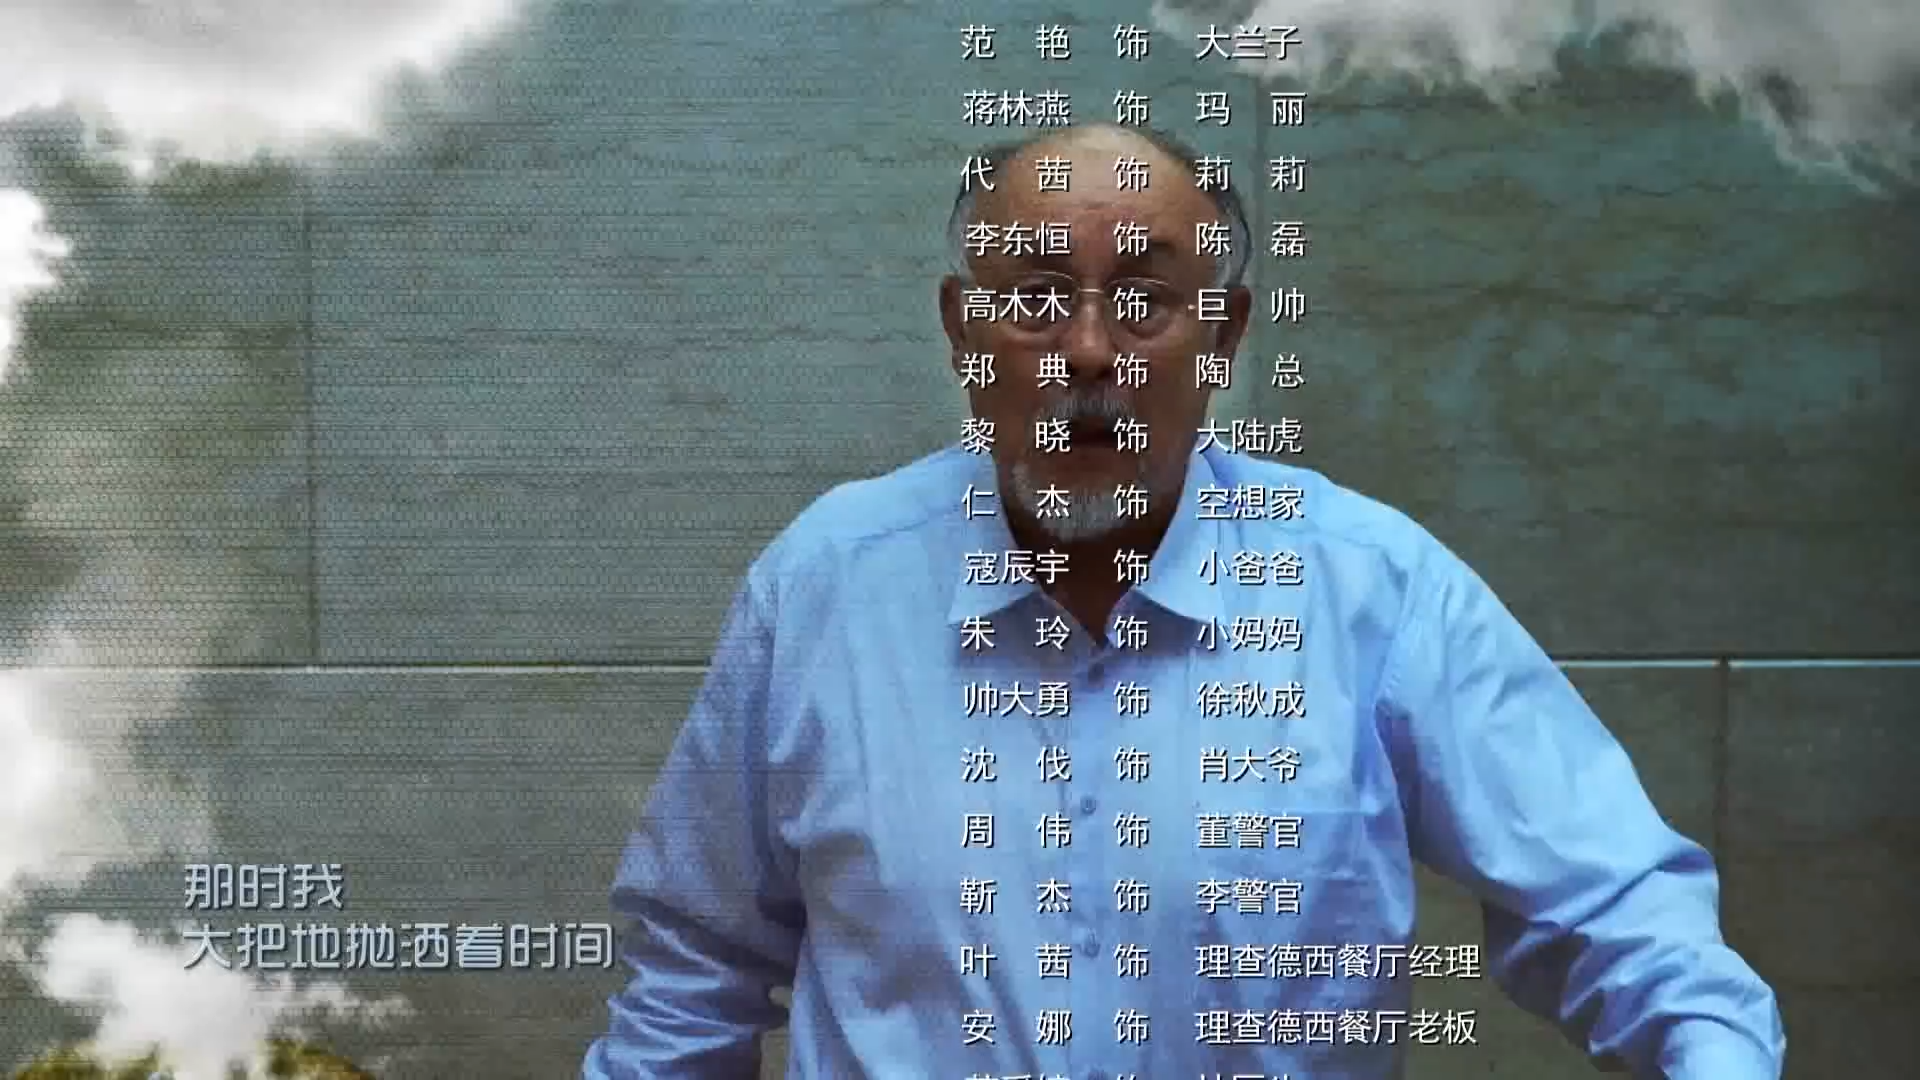 范 艳 饰 大兰子
蒋林燕 饰 玛 丽
代 茜 饰 莉 莉
李东恒 饰 陈 磊
高木木 饰 巨 帅
郑 典 饰 陶 总
黎 晓 饰 大陆虎
仁 杰 饰 空想家
寇辰宇 饰 小爸爸
朱 玲 饰 小妈妈
帅大勇 饰 徐秋成
沈 伐 饰 肖大爷
周 伟 饰 董警官
靳 杰 饰 李警官
叶 茜 饰 理查德西餐厅经理
安 娜 饰 理查德西餐厅老板
那时我
大把地抛洒着时间